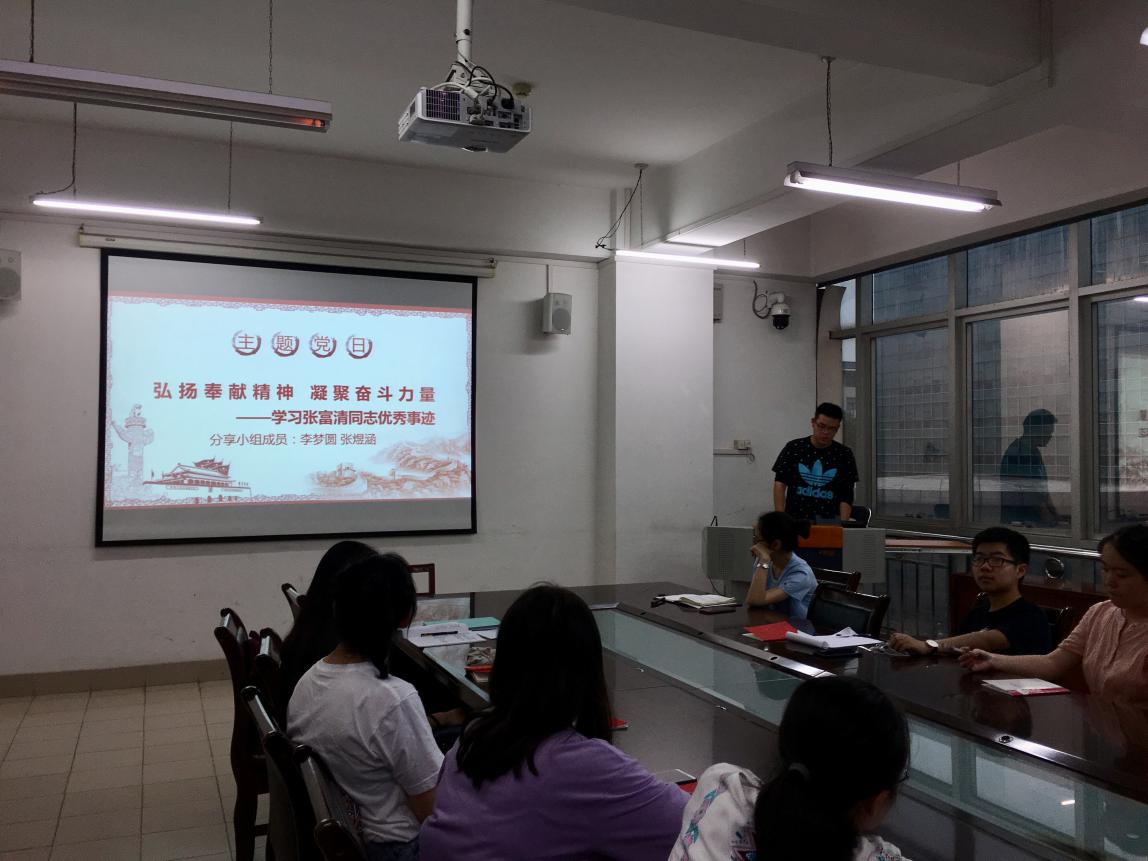 主题党日
弘扬奉献精神 凝聚奋斗力量
——学习张富清同志优秀事迹
分享小组成员：李梦圆 张煜涵
adidas